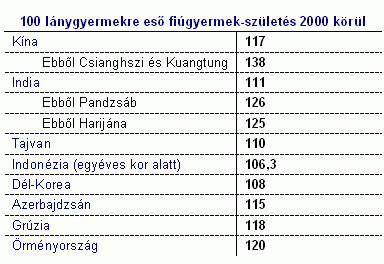 100 lánygyermekre eső fiúgyermek-születés 2000 körül
Kína 117
Ebből Csianghszi és Kuangtung 138
India 111
Ebből Pandzsáb 126
Ebből Harijána 125
Tajvan 110
Indonézia (egyéves kor alatt) 106,3
Dél-Korea 108
Azerbajdzsán 115
Grúzia 118
Örményország 120